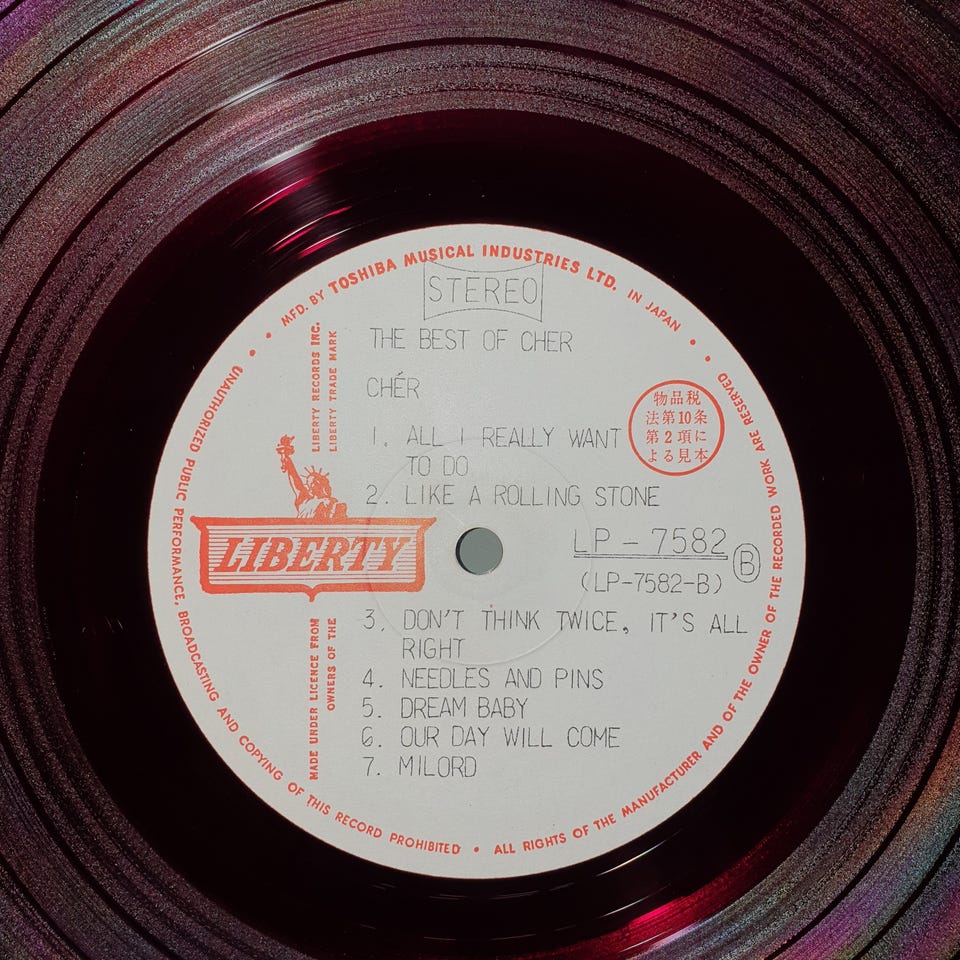 MFD. BY TOSHIBA MUSICAL INDUSTRIES LTD. IN JAPAN
STEREO
THE BEST OF CHER
CHÉR
LIBERTY RECORDS INC.
LIBERTY TRADE MARK
物品税
法第10条
第2項に
よる見本
1. ALL I REALLY WANT
TO DO
2. LIKE A ROLLING STONE
LIBERTY
LP-7582
(LP-7582-B)
B
3. DON'T THINK TWICE, IT'S ALL
RIGHT
4. NEEDLES AND PINS
5. DREAM BABY
6. OUR DAY WILL COME
7. MILORD
MADE UNDER LICENCE FROM
OWNERS OF THE
UNAUTHORIZED PUBLIC PERFORMANCE, BROADCASTING AND COPYING OF THIS RECORD PROHIBITED • ALL RIGHTS OF THE MANUFACTURER AND OF THE OWNER OF THE RECORDED WORK ARE RESERVED